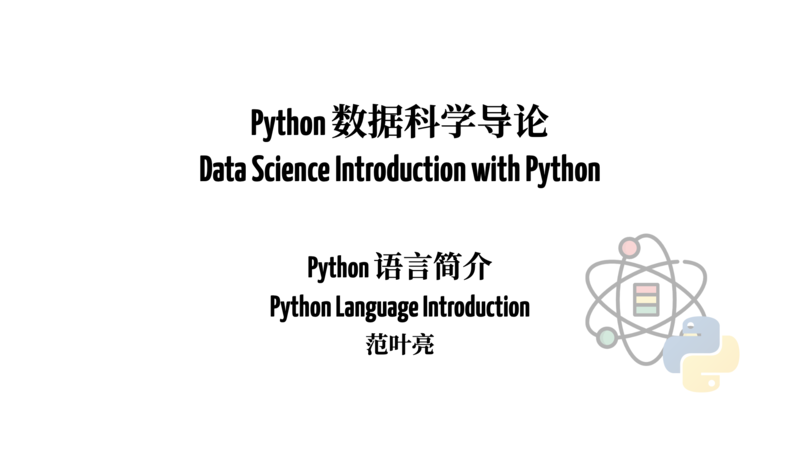 Python 数据科学导论
Data Science Introduction with Python
Python 语言简介
Python Language Introduction
范叶亮